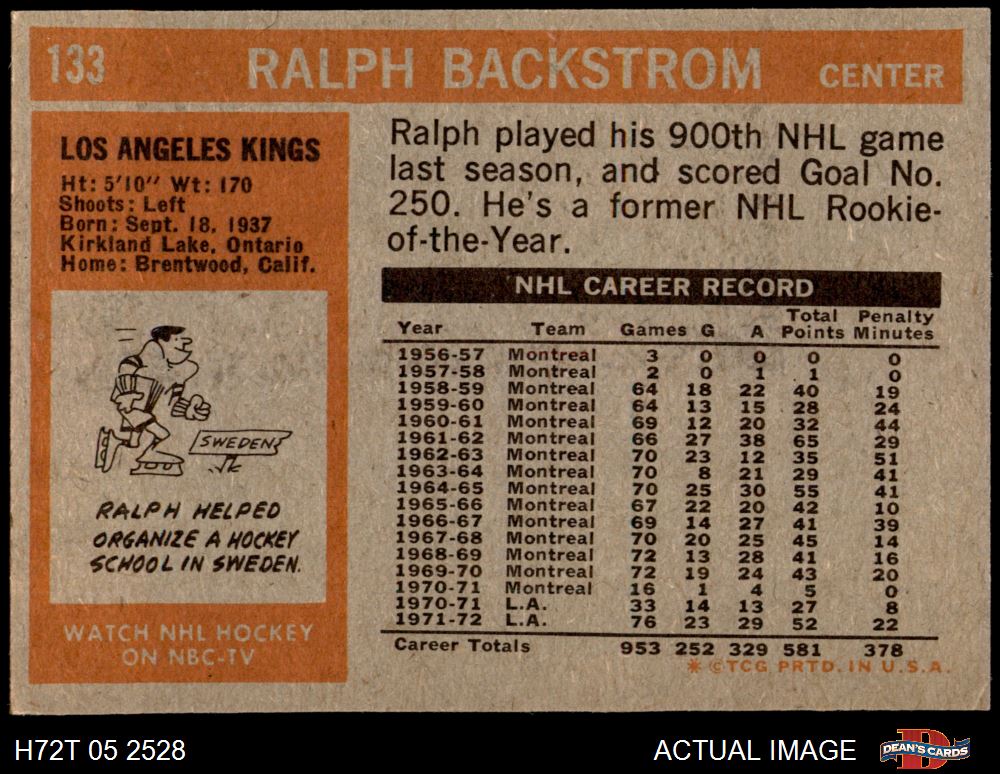 133 RALPH BACKSTROM CENTER
LOS ANGELES KINGS
Ht: 5'10" Wt: 170
Shoots: Left
Born: Sept. 18, 1937
Kirkland Lake, Ontario
Home: Brentwood, Calif.
SWEDEN
RALPH HELPED
ORGANIZE A HOCKEY
SCHOOL IN SWEDEN.
WATCH NHL HOCKEY
ON NBC-TV
Ralph played his 900th NHL game
last season, and scored Goal No.
250. He's a former NHL Rookie-
of-the-Year.
NHL CAREER RECORD
Year Team Games G A Total Points Penalty Minutes
1956-57 Montreal 3 0 0 0 0
1957-58 Montreal 2 0 1 1 0
1958-59 Montreal 64 18 22 40 19
1959-60 Montreal 64 13 15 28 24
1960-61 Montreal 69 12 20 32 44
1961-62 Montreal 66 27 38 65 29
1962-63 Montreal 70 23 12 35 51
1963-64 Montreal 70 8 21 29 41
1964-65 Montreal 70 25 30 55 41
1965-66 Montreal 67 22 20 42 10
1966-67 Montreal 69 14 27 41 39
1967-68 Montreal 70 20 25 45 14
1968-69 Montreal 72 13 28 41 16
1969-70 Montreal 72 19 24 43 20
1970-71 Montreal 16 1 4 5 0
1970-71 L.A. 33 14 13 27 8
1971-72 L.A. 76 23 29 52 22
Career Totals 953 252 329 581 378
* © TCG PRTD. IN U.S.A.
H72T 05 2528 ACTUAL IMAGE DEAN'S CARDS